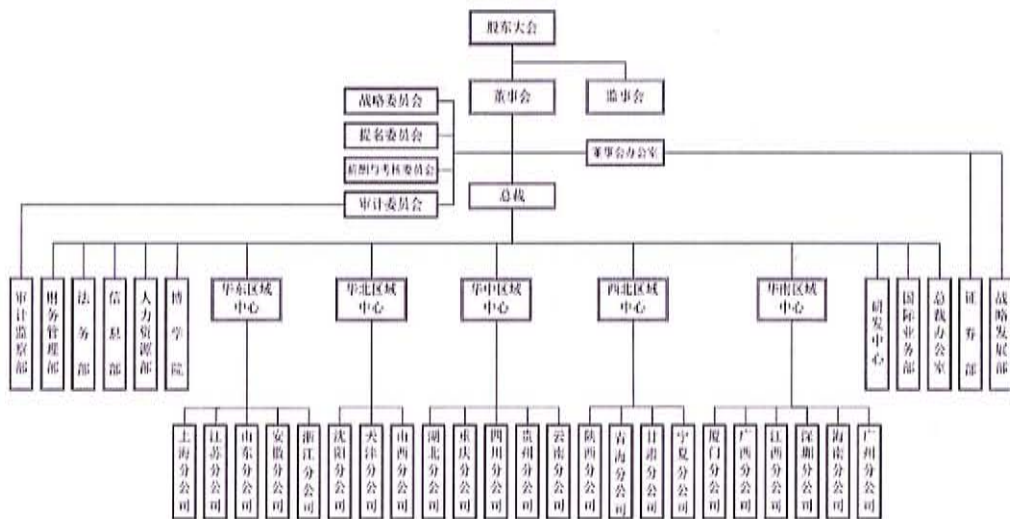 股东大会
董事会
监事会
战略委员会
提名委员会
薪酬与考核委员会
审计委员会
董事会办公室
总裁
审计监察部
财务管理部
法务部
信息部
人力资源部
博学院
华东区域
中心
华北区域
中心
华中区域
中心
西北区域
中心
华南区域
中心
研发中心
国际业务部
总裁办公室
证券部
战略发展部
上海分公司
江苏分公司
山东分公司
安徽分公司
浙江分公司
沈阳分公司
天津分公司
山西分公司
湖北分公司
重庆分公司
四川分公司
贵州分公司
云南分公司
陕西分公司
青海分公司
甘肃分公司
宁夏分公司
厦门分公司
广西分公司
江西分公司
深圳分公司
海南分公司
广州分公司